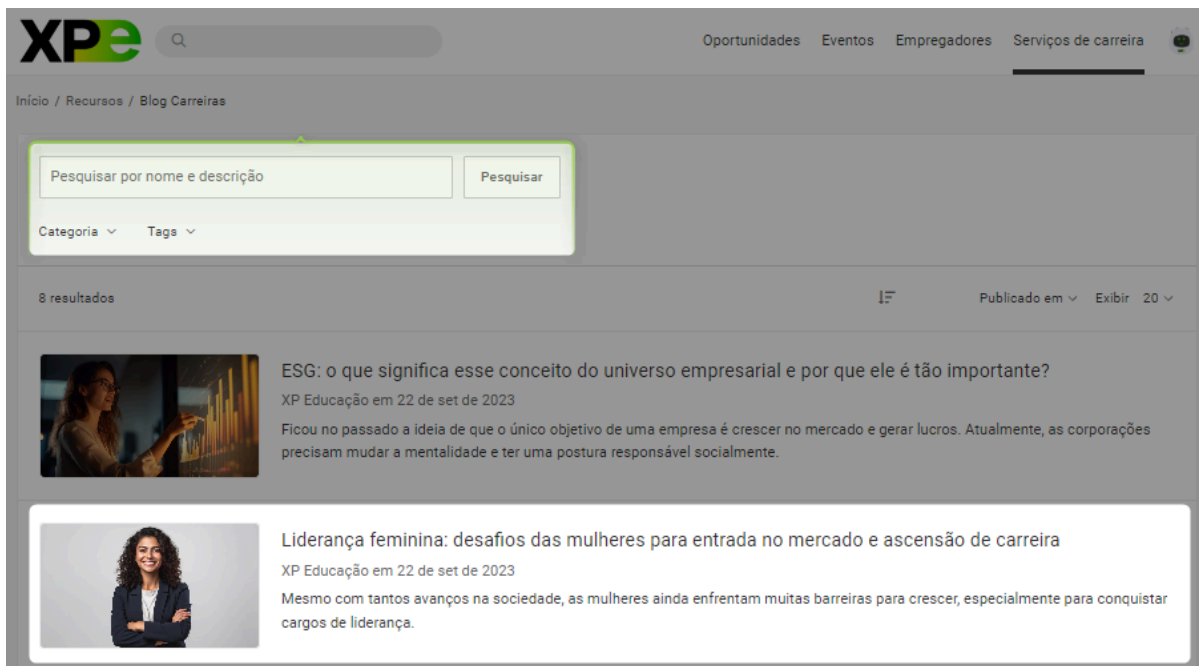 XPe
Oportunidades Eventos Empregadores Serviços de carreira
Início / Recursos / Blog Carreiras
Pesquisar por nome e descrição Pesquisar
Categoria Tags
8 resultados Publicado em Exibir 20
ESG: o que significa esse conceito do universo empresarial e por que ele é tão importante?
XP Educação em 22 de set de 2023
Ficou no passado a ideia de que o único objetivo de uma empresa é crescer no mercado e gerar lucros. Atualmente, as corporações
precisam mudar a mentalidade e ter uma postura responsável socialmente.
Liderança feminina: desafios das mulheres para entrada no mercado e ascensão de carreira
XP Educação em 22 de set de 2023
Mesmo com tantos avanços na sociedade, as mulheres ainda enfrentam muitas barreiras para crescer, especialmente para conquistar
cargos de liderança.